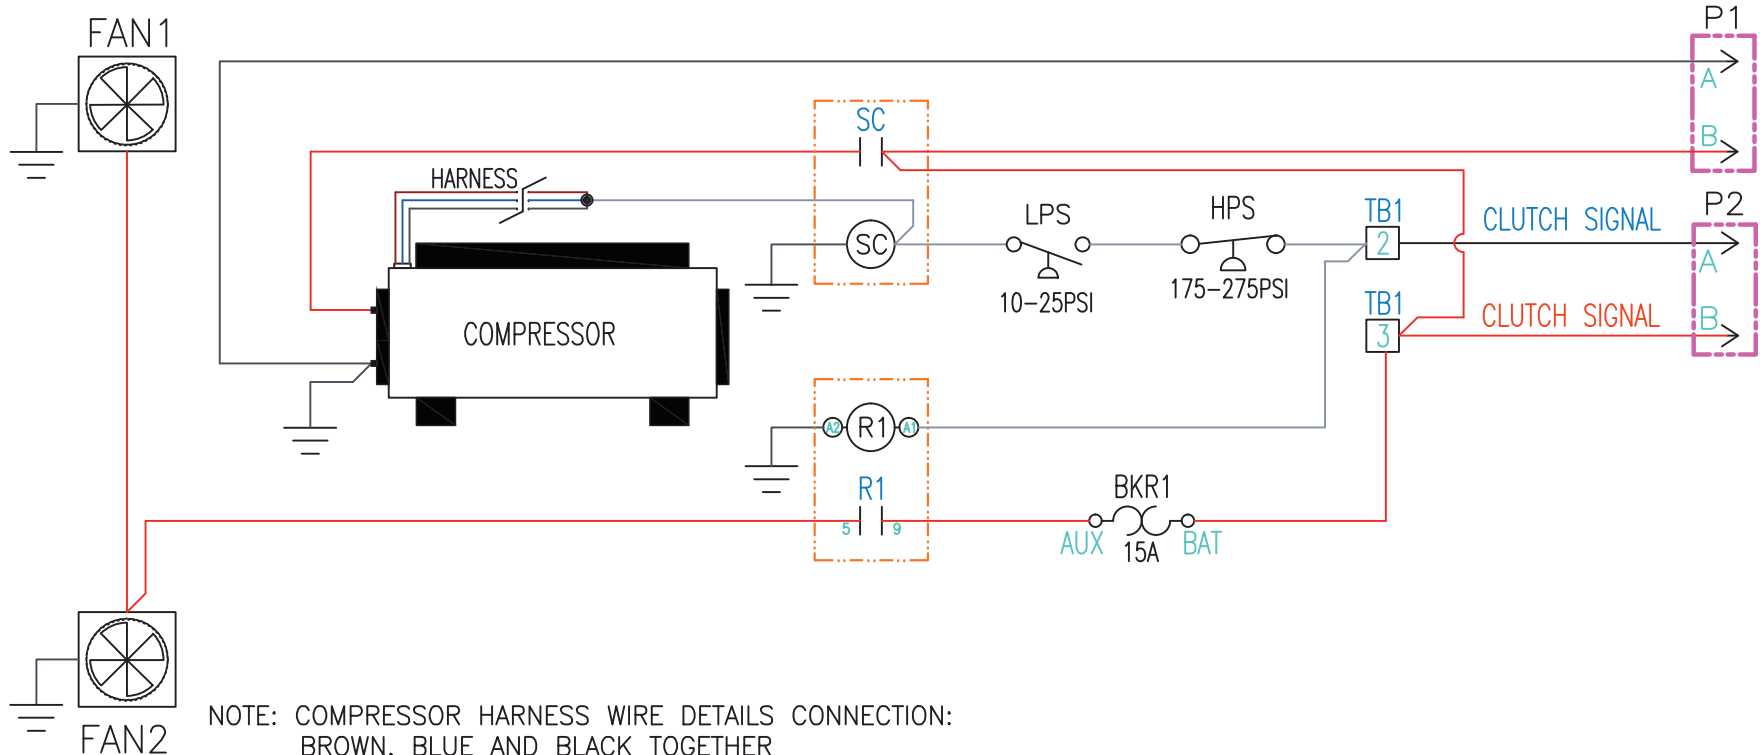 FAN1
P1
A
SC
B
HARNESS
P2
LPS
HPS
TB1
CLUTCH SIGNAL
SC
2
A
10-25PSI
175-275PSI
TB1
CLUTCH SIGNAL
B
COMPRESSOR
3
A2
R1
A1
R1
BKR1
5
9
AUX
15A
BAT
FAN2
NOTE: COMPRESSOR HARNESS WIRE DETAILS CONNECTION:
BROWN, BLUE AND BLACK TOGETHER